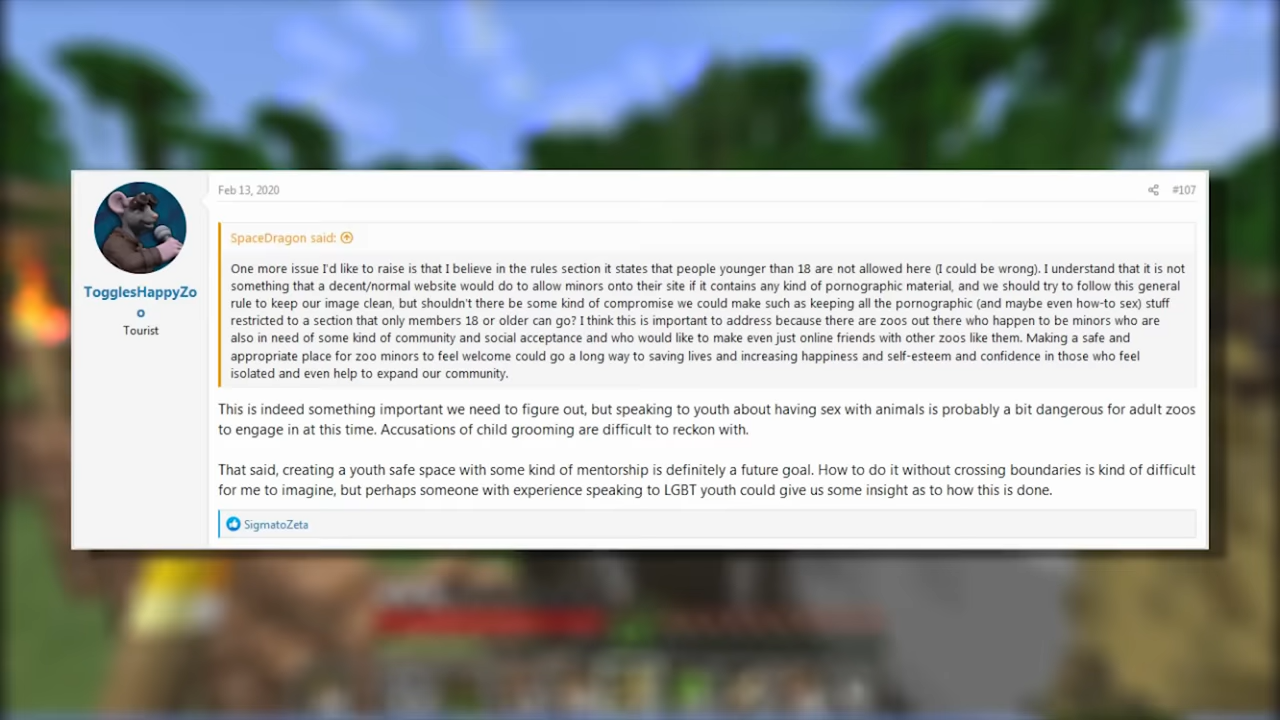 Feb 13, 2020
#107
TogglesHappyZo
o
Tourist
SpaceDragon said:
One more issue I'd like to raise is that I believe in the rules section it states that people younger than 18 are not allowed here (I could be wrong). I understand that it is not
something that a decent/normal website would do to allow minors onto their site if it contains any kind of pornographic material, and we should try to follow this general
rule to keep our image clean, but shouldn't there be some kind of compromise we could make such as keeping all the pornographic (and maybe even how-to sex) stuff
restricted to a section that only members 18 or older can go? I think this is important to address because there are zoos out there who happen to be minors who are
also in need of some kind of community and social acceptance and who would like to make even just online friends with other zoos like them. Making a safe and
appropriate place for zoo minors to feel welcome could go a long way to saving lives and increasing happiness and self-esteem and confidence in those who feel
isolated and even help to expand our community.
This is indeed something important we need to figure out, but speaking to youth about having sex with animals is probably a bit dangerous for adult zoos
to engage in at this time. Accusations of child grooming are difficult to reckon with.
That said, creating a youth safe space with some kind of mentorship is definitely a future goal. How to do it without crossing boundaries is kind of difficult
for me to imagine, but perhaps someone with experience speaking to LGBT youth could give us some insight as to how this is done.
SigmatoZeta